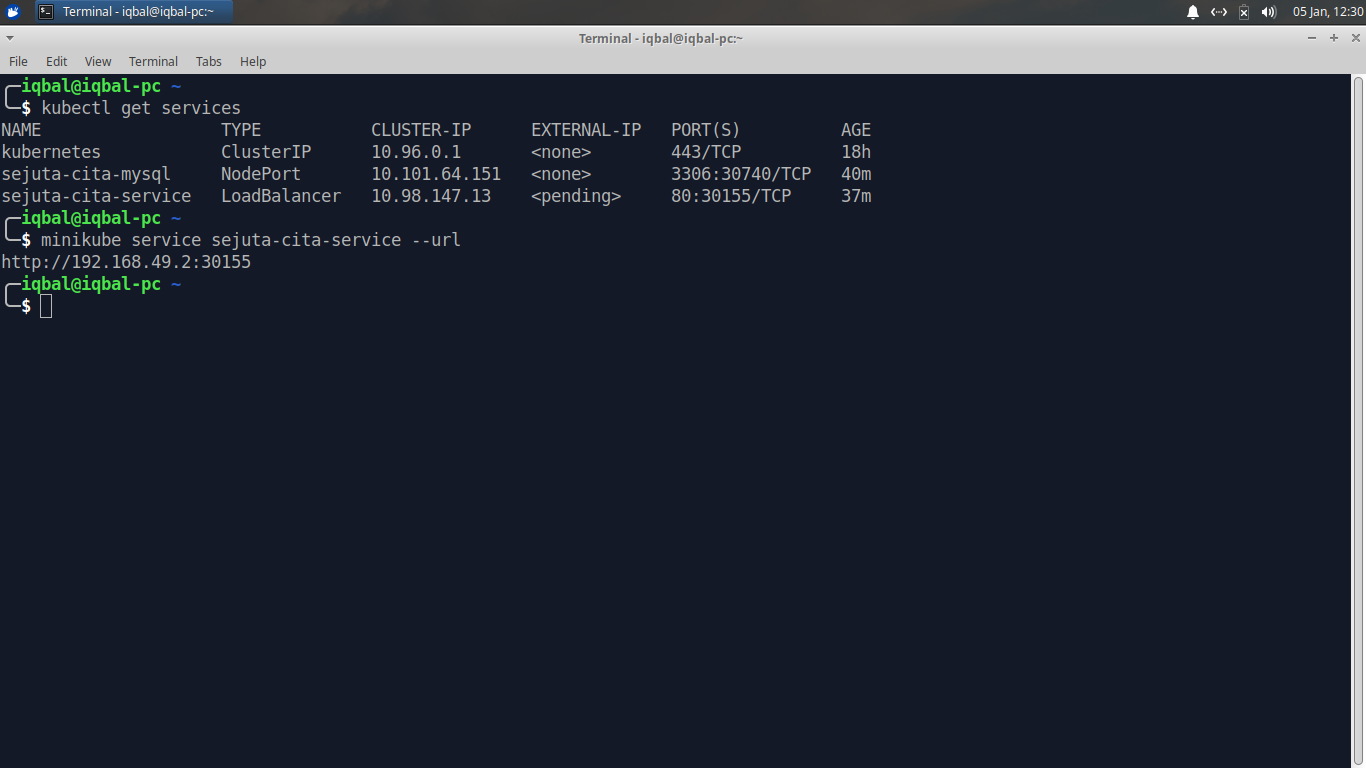 Terminal - iqbal@iqbal-pc:~ 05 Jan, 12:30
Terminal - iqbal@iqbal-pc:~
File Edit View Terminal Tabs Help
╭─iqbal@iqbal-pc ~
╰─$ kubectl get services
NAME                  TYPE           CLUSTER-IP      EXTERNAL-IP   PORT(S)          AGE
kubernetes            ClusterIP      10.96.0.1       <none>        443/TCP          18h
sejuta-cita-mysql     NodePort       10.101.64.151   <none>        3306:30740/TCP   40m
sejuta-cita-service   LoadBalancer   10.98.147.13    <pending>     80:30155/TCP     37m
╭─iqbal@iqbal-pc ~
╰─$ minikube service sejuta-cita-service --url
http://192.168.49.2:30155
╭─iqbal@iqbal-pc ~
╰─$